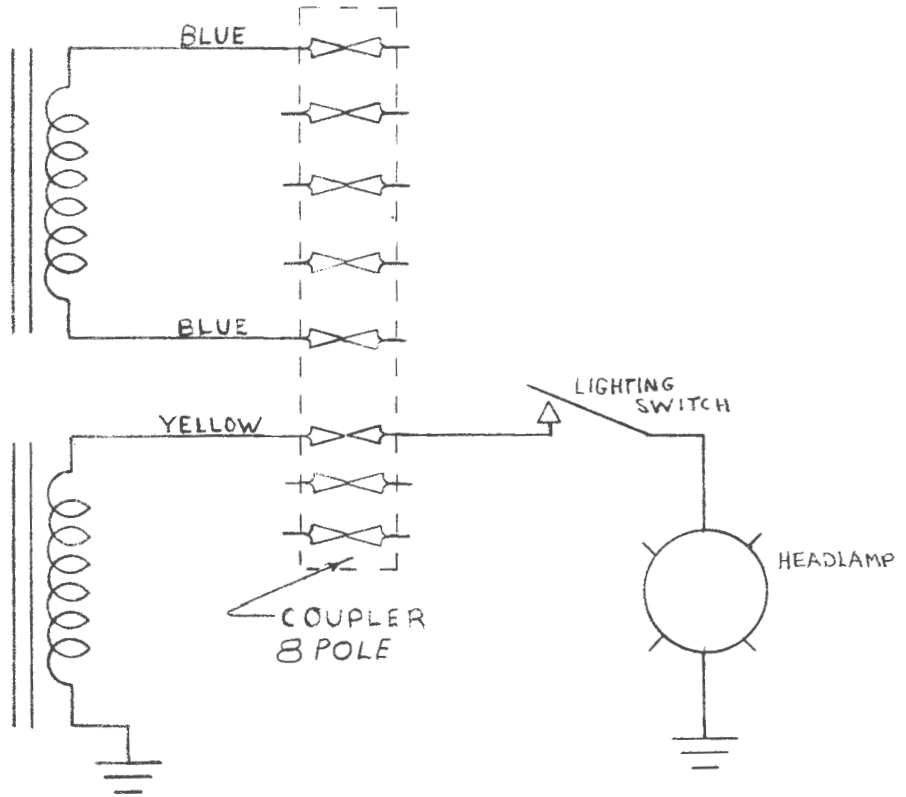 BLUE
BLUE
YELLOW
LIGHTING
SWITCH
HEADLAMP
COUPLER
8 POLE